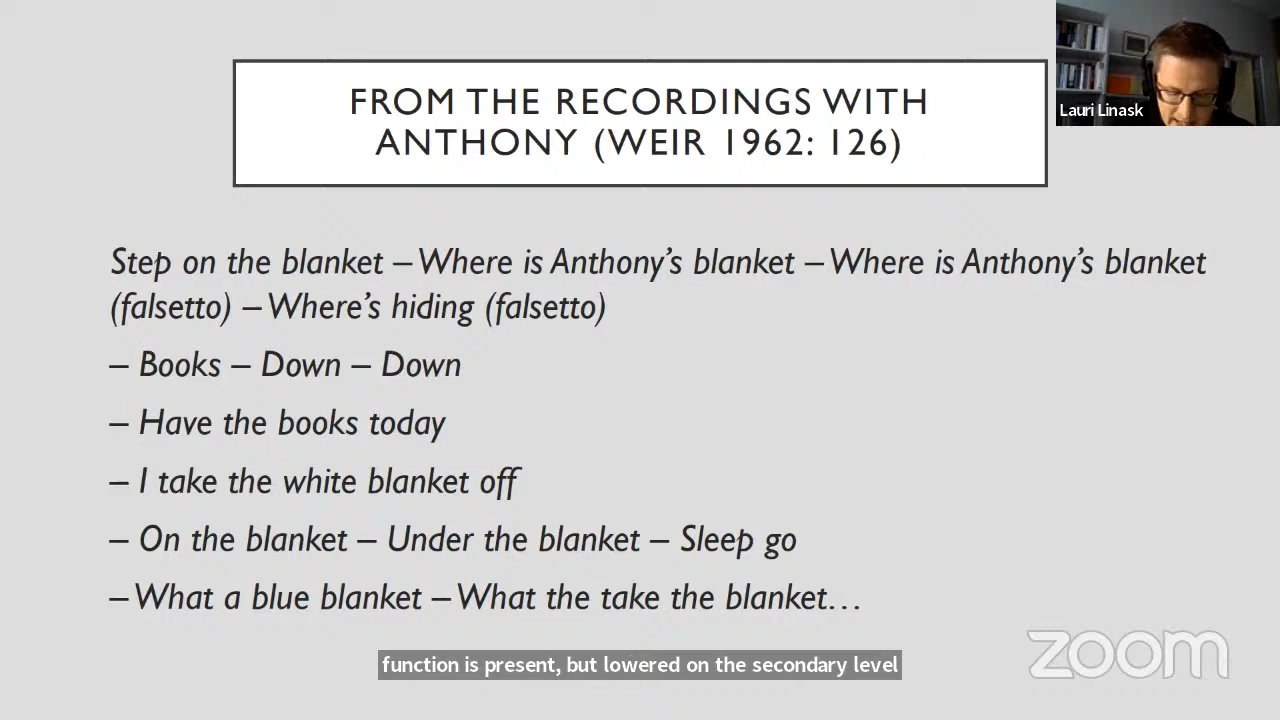 FROM THE RECORDINGS WITH
ANTHONY (WEIR 1962: 126)
Lauri Linask
Step on the blanket – Where is Anthony's blanket – Where is Anthony's blanket
(falsetto) – Where's hiding (falsetto)
– Books – Down – Down
– Have the books today
– I take the white blanket off
– On the blanket – Under the blanket – Sleep go
– What a blue blanket – What the take the blanket…
function is present, but lowered on the secondary level
zoom